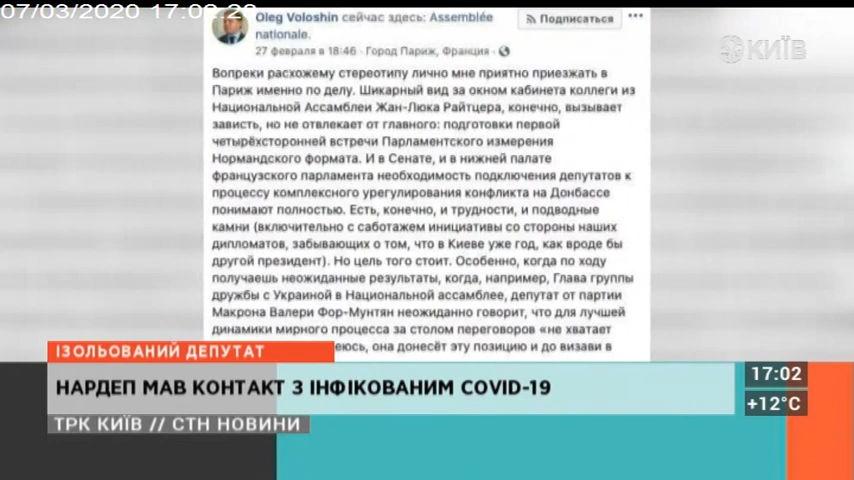 07/03/2020 17:02:23
Oleg Voloshin сейчас здесь: Assemblée
nationale.
27 февраля в 18:46 · Город Париж, Франция ·
Подписаться
КИЇВ
Вопреки расхожему стереотипу лично мне приятно приезжать в
Париж именно по делу. Шикарный вид за окном кабинета коллеги из
Национальной Ассамблеи Жан-Люка Райтцера, конечно, вызывает
зависть, но не отвлекает от главного: подготовки первой
четырёхсторонней встречи Парламентского измерения
Нормандского формата. И в Сенате, и в нижней палате
французского парламента необходимость подключения депутатов к
процессу комплексного урегулирования конфликта на Донбассе
понимают полностью. Есть, конечно, и трудности, и подводные
камни (включительно с саботажем инициативы со стороны наших
дипломатов, забывающих о том, что в Киеве уже год, как вроде бы
другой президент). Но цель того стоит. Особенно, когда по ходу
получаешь неожиданные результаты, когда, например, Глава группы
дружбы с Украиной в Национальной ассамблее, депутат от партии
Макрона Валери Фор-Мунтян неожиданно говорит, что для лучшей
динамики мирного процесса за столом переговоров «не хватает
еюсь, она донесёт эту позицию и до визави в
ІЗОЛЬОВАНИЙ ДЕПУТАТ
НАРДЕП МАВ КОНТАКТ З ІНФІКОВАНИМ COVID-19
ТРК КИЇВ // СТН НОВИНИ
17:02
+12°C